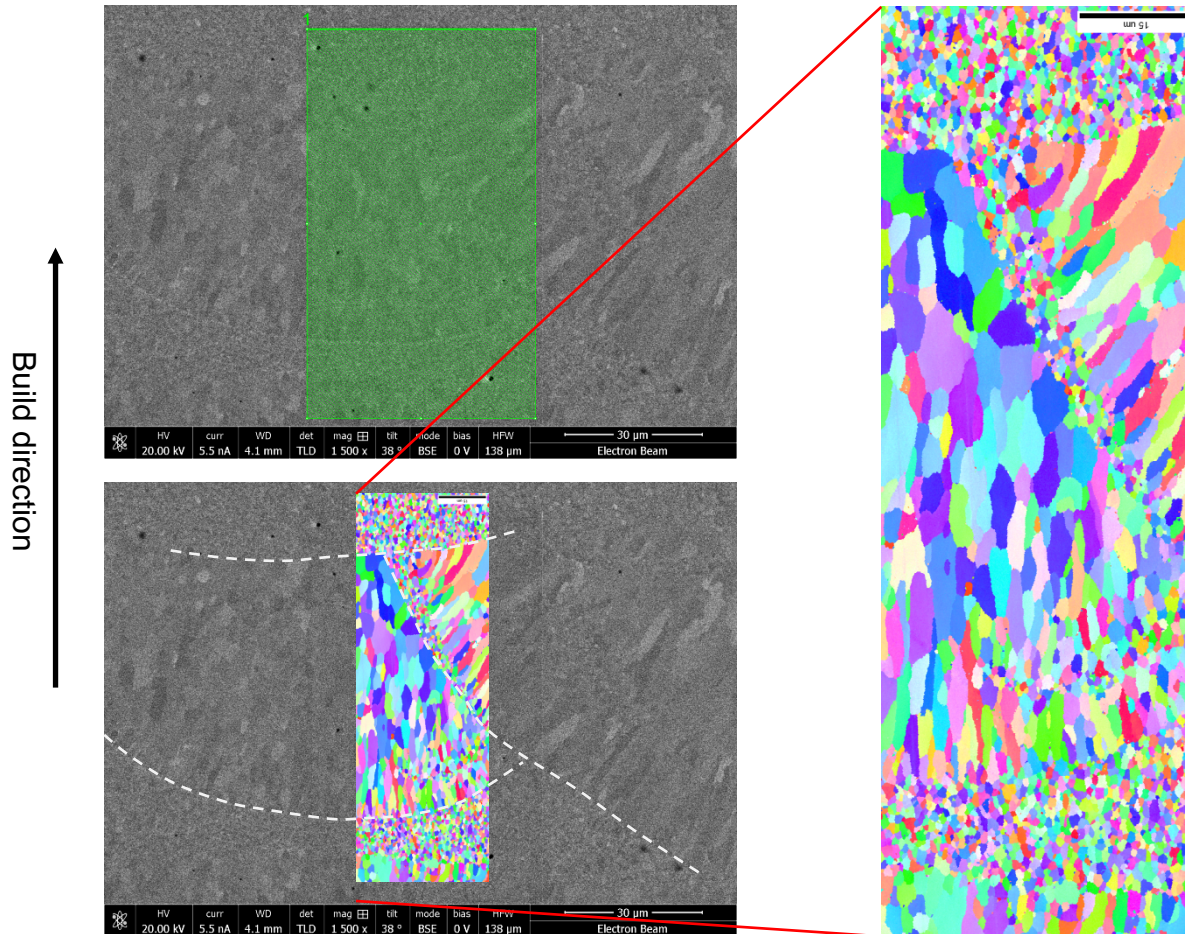 Build direction
HV curr WD det mag tilt mode bias HFW 30 µm
20.00 kV 5.5 nA 4.1 mm TLD 1 500 x 38 ° BSE 0 V 138 µm Electron Beam
15 um
HV curr WD det mag tilt mode bias HFW 30 µm
20.00 kV 5.5 nA 4.1 mm TLD 1 500 x 38 ° BSE 0 V 138 µm Electron Beam
15 um